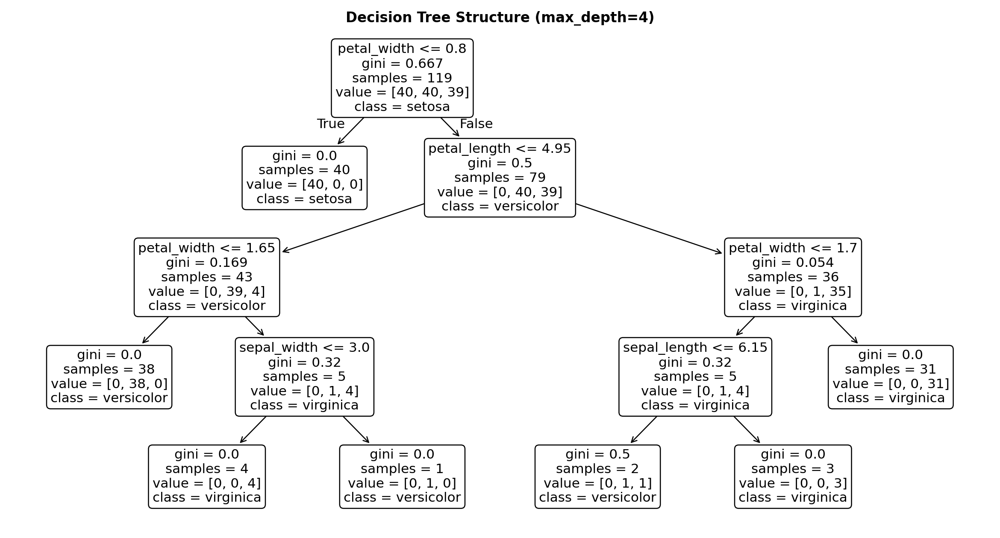 Decision Tree Structure (max_depth=4)
petal_width <= 0.8
gini = 0.667
samples = 119
value = [40, 40, 39]
class = setosa
True
False
gini = 0.0
samples = 40
value = [40, 0, 0]
class = setosa
petal_length <= 4.95
gini = 0.5
samples = 79
value = [0, 40, 39]
class = versicolor
petal_width <= 1.65
gini = 0.169
samples = 43
value = [0, 39, 4]
class = versicolor
petal_width <= 1.7
gini = 0.054
samples = 36
value = [0, 1, 35]
class = virginica
gini = 0.0
samples = 38
value = [0, 38, 0]
class = versicolor
sepal_width <= 3.0
gini = 0.32
samples = 5
value = [0, 1, 4]
class = virginica
sepal_length <= 6.15
gini = 0.32
samples = 5
value = [0, 1, 4]
class = virginica
gini = 0.0
samples = 31
value = [0, 0, 31]
class = virginica
gini = 0.0
samples = 4
value = [0, 0, 4]
class = virginica
gini = 0.0
samples = 1
value = [0, 1, 0]
class = versicolor
gini = 0.5
samples = 2
value = [0, 1, 1]
class = versicolor
gini = 0.0
samples = 3
value = [0, 0, 3]
class = virginica